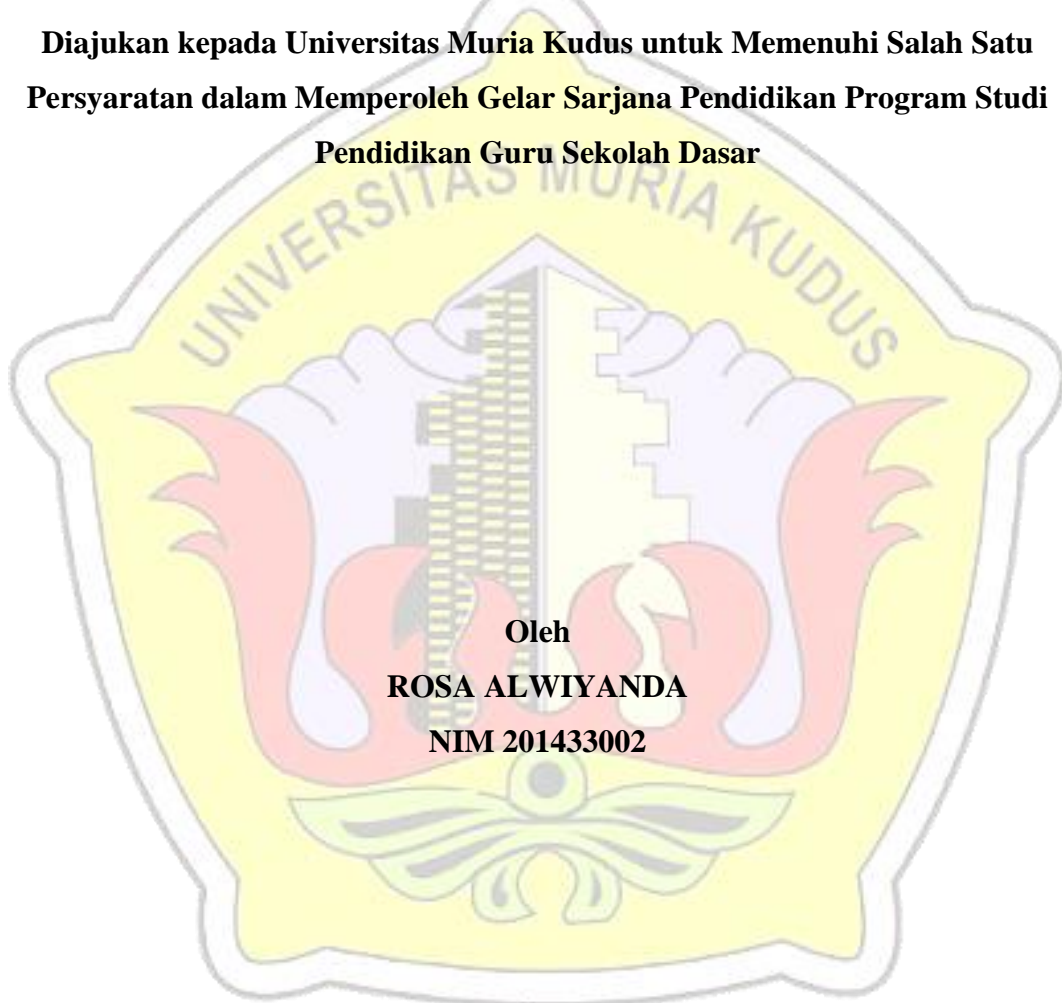 Diajukan kepada Universitas Muria Kudus untuk Memenuhi Salah Satu
Persyaratan dalam Memperoleh Gelar Sarjana Pendidikan Program Studi
Pendidikan Guru Sekolah Dasar
UNIVERSITAS MURIA KUDUS
Oleh
ROSA ALWIYANDA
NIM 201433002